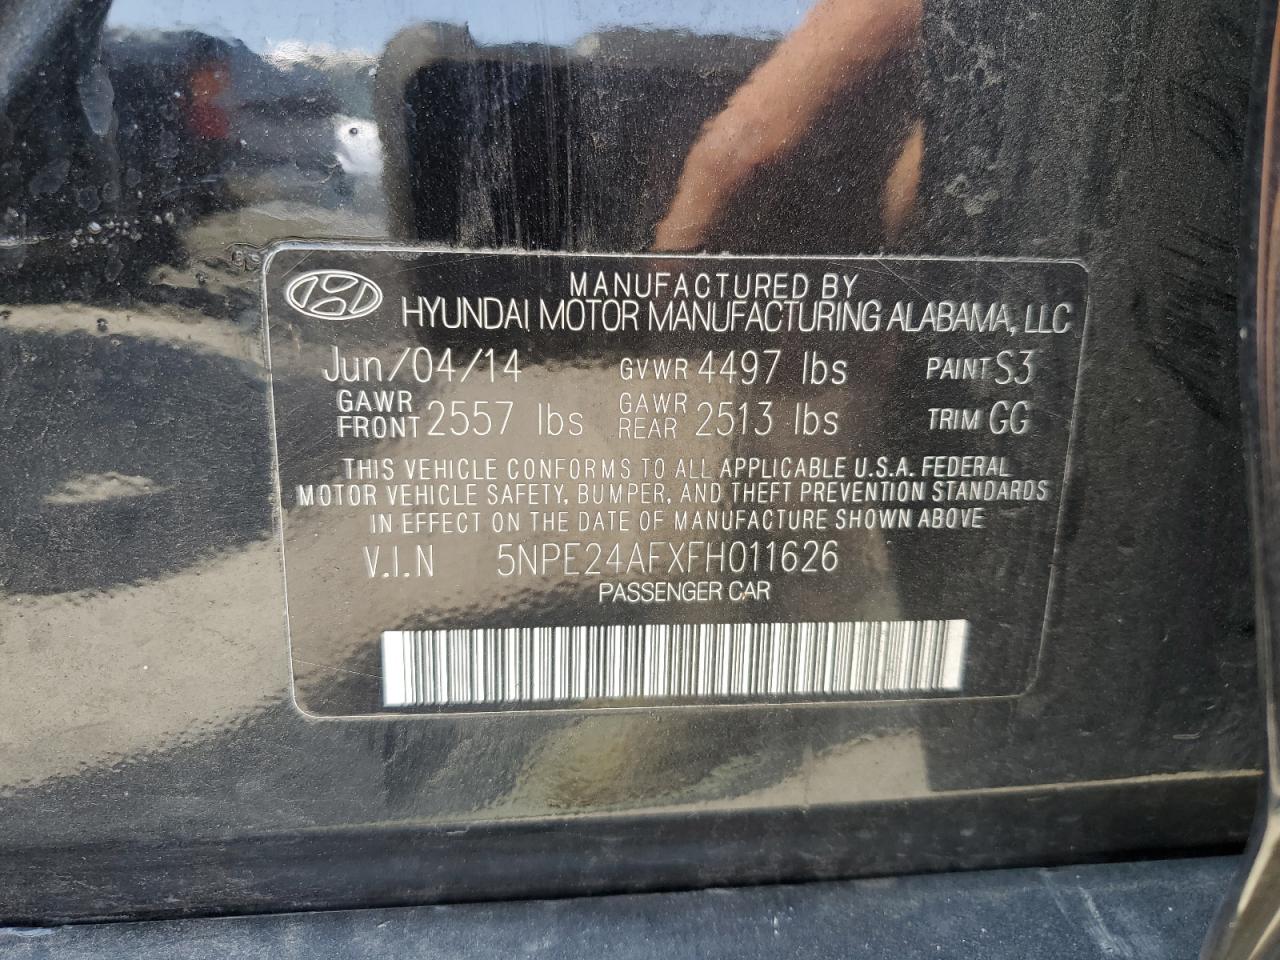 MANUFACTURED BY
HYUNDAI MOTOR MANUFACTURING ALABAMA, LLC
Jun/04/14 GVWR 4497 lbs PAINT S3
GAWR FRONT 2557 lbs GAWR REAR 2513 lbs TRIM GG
THIS VEHICLE CONFORMS TO ALL APPLICABLE U.S.A. FEDERAL
MOTOR VEHICLE SAFETY, BUMPER, AND THEFT PREVENTION STANDARDS
IN EFFECT ON THE DATE OF MANUFACTURE SHOWN ABOVE
V.I.N 5NPE24AFXFH011626
PASSENGER CAR